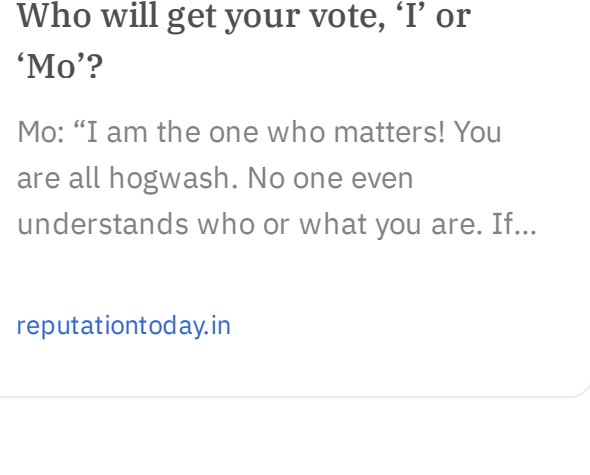 Who will get your vote, ‘I’ or
‘Mo’?
Mo: “I am the one who matters! You
are all hogwash. No one even
understands who or what you are. If...
reputationtoday.in